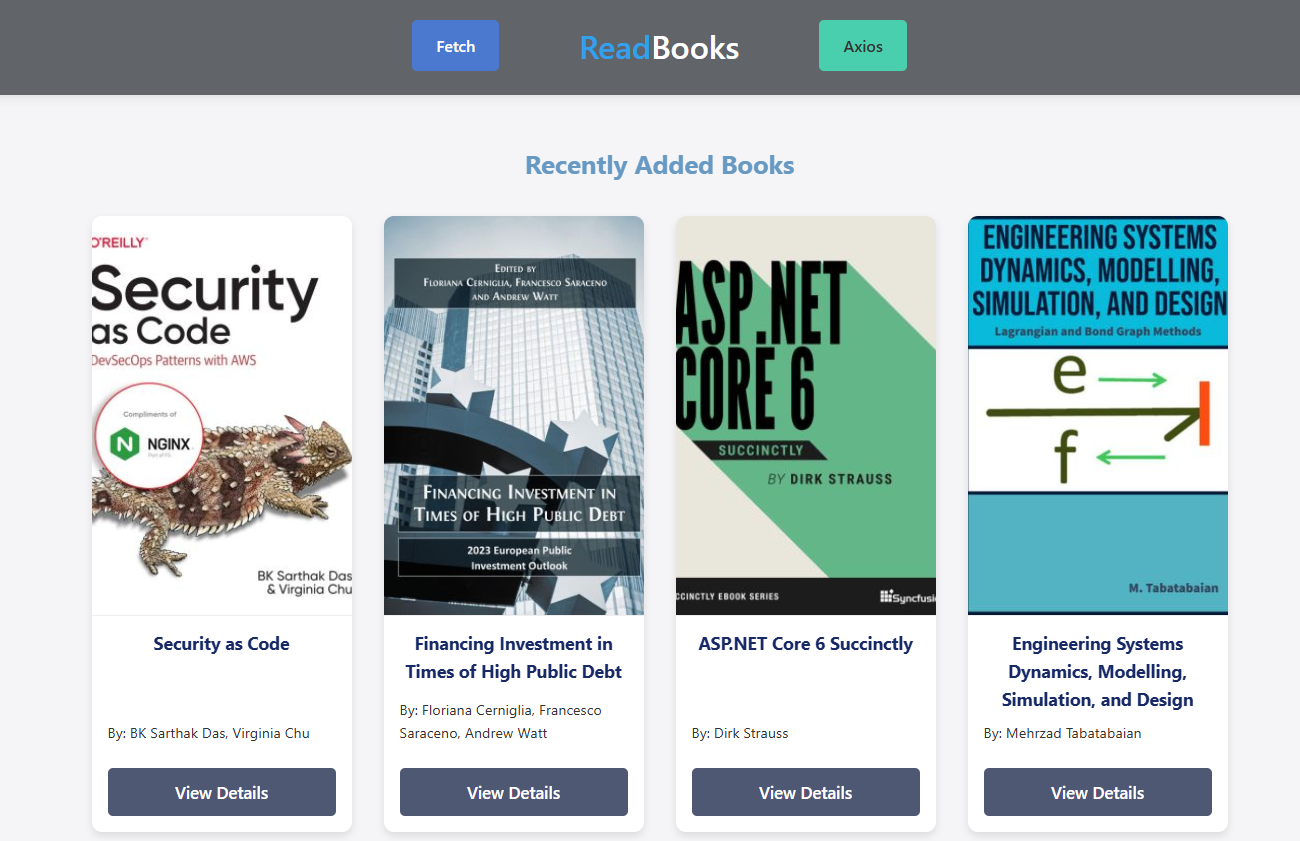 Fetch
ReadBooks
Axios
Recently Added Books
O'REILLY
Security
as Code
DevSecOps Patterns with AWS
Compliments of
NGINX
Part of F5
BK Sarthak Das
& Virginia Chu
Security as Code
By: BK Sarthak Das, Virginia Chu
View Details
Edited by
Floriana Cerniglia, Francesco Saraceno
and Andrew Watt
Financing Investment in
Times of High Public Debt
2023 European Public
Investment Outlook
Financing Investment in
Times of High Public Debt
By: Floriana Cerniglia, Francesco
Saraceno, Andrew Watt
View Details
ASP.NET
CORE 6
SUCCINCTLY
BY DIRK STRAUSS
CCINCTLY EBOOK SERIES
Syncfusio
ASP.NET Core 6 Succinctly
By: Dirk Strauss
View Details
ENGINEERING SYSTEMS
DYNAMICS, MODELLING,
SIMULATION, AND DESIGN
Lagrangian and Bond Graph Methods
e
f
M. Tabatabaian
Engineering Systems
Dynamics, Modelling,
Simulation, and Design
By: Mehrzad Tabatabaian
View Details